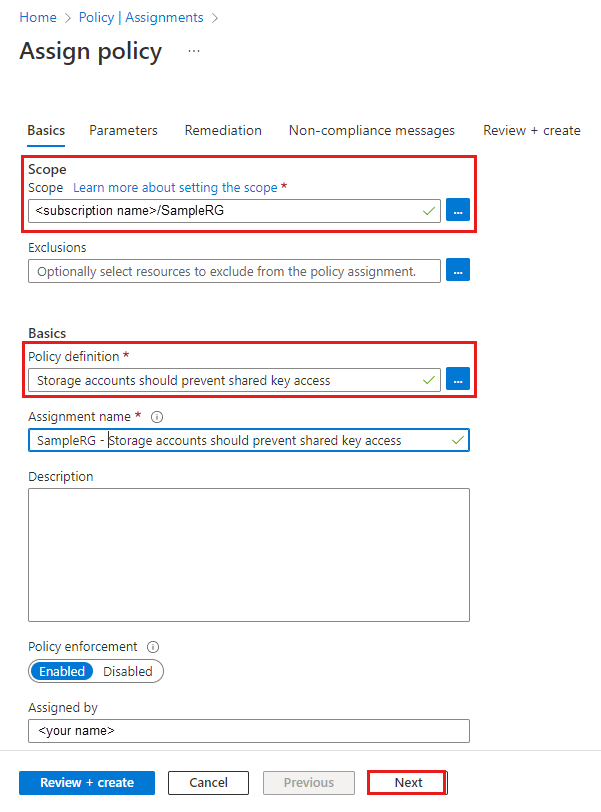 Home > Policy | Assignments >
Assign policy ...
Basics Parameters Remediation Non-compliance messages Review + create
Scope
Scope Learn more about setting the scope *
<subscription name>/SampleRG ...
Exclusions
Optionally select resources to exclude from the policy assignment. ...
Basics
Policy definition *
Storage accounts should prevent shared key access ...
Assignment name *
SampleRG - Storage accounts should prevent shared key access
Description
Policy enforcement
Enabled Disabled
Assigned by
<your name>
Review + create Cancel Previous Next